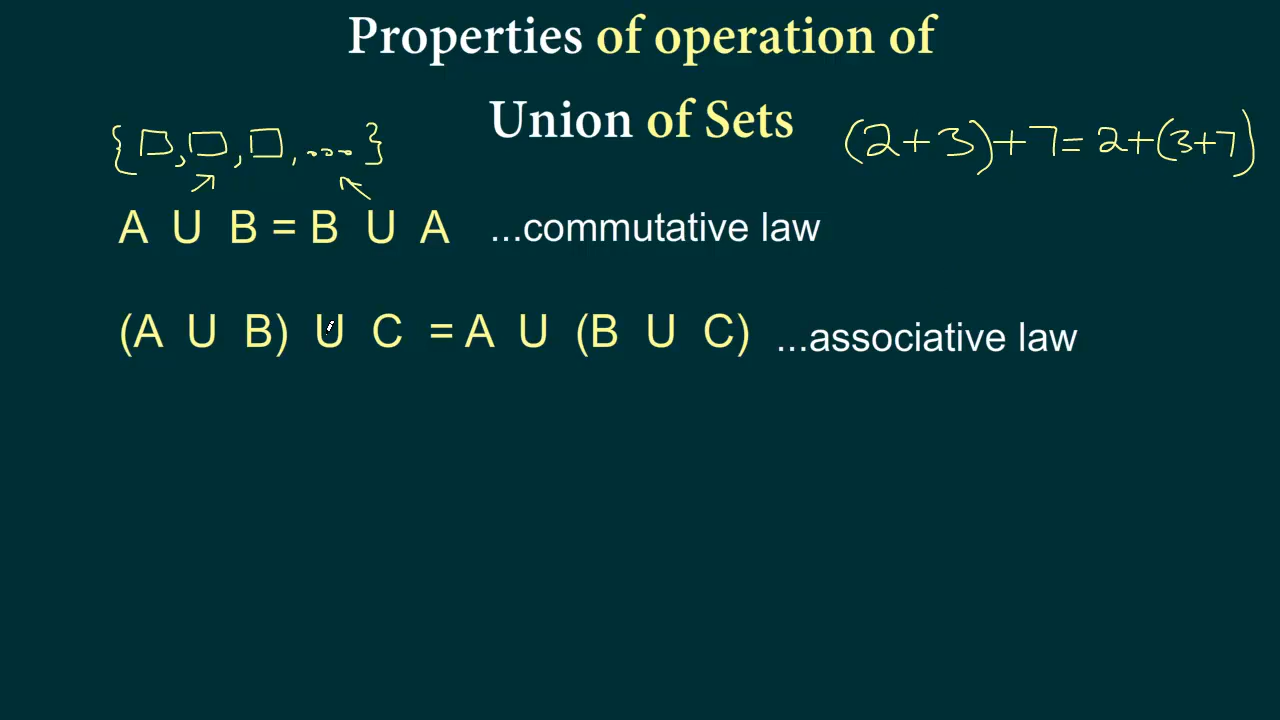 Properties of operation of
Union of Sets
{□, □, □, ....}
(2+3)+7=2+(3+7)
A U B = B U A ...commutative law
(A U B) U C = A U (B U C) ...associative law